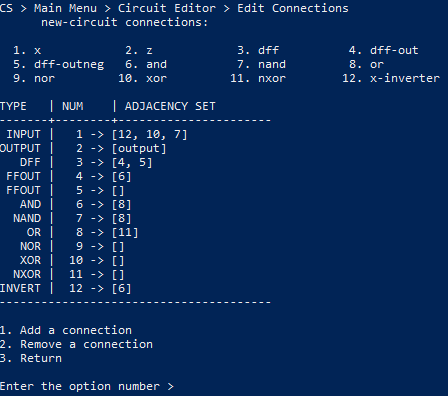 CS > Main Menu > Circuit Editor > Edit Connections
new-circuit connections:
1. x 2. z 3. dff 4. dff-out
5. dff-outneg 6. and 7. nand 8. or
9. nor 10. xor 11. nxor 12. x-inverter
TYPE | NUM | ADJACENCY SET
-------+--------+-----------------------
INPUT | 1 -> [12, 10, 7]
OUTPUT | 2 -> [output]
DFF | 3 -> [4, 5]
FFOUT | 4 -> [6]
FFOUT | 5 -> []
AND | 6 -> [8]
NAND | 7 -> [8]
OR | 8 -> [11]
NOR | 9 -> []
XOR | 10 -> []
NXOR | 11 -> []
INVERT | 12 -> [6]
----------------------------------------
1. Add a connection
2. Remove a connection
3. Return
Enter the option number >